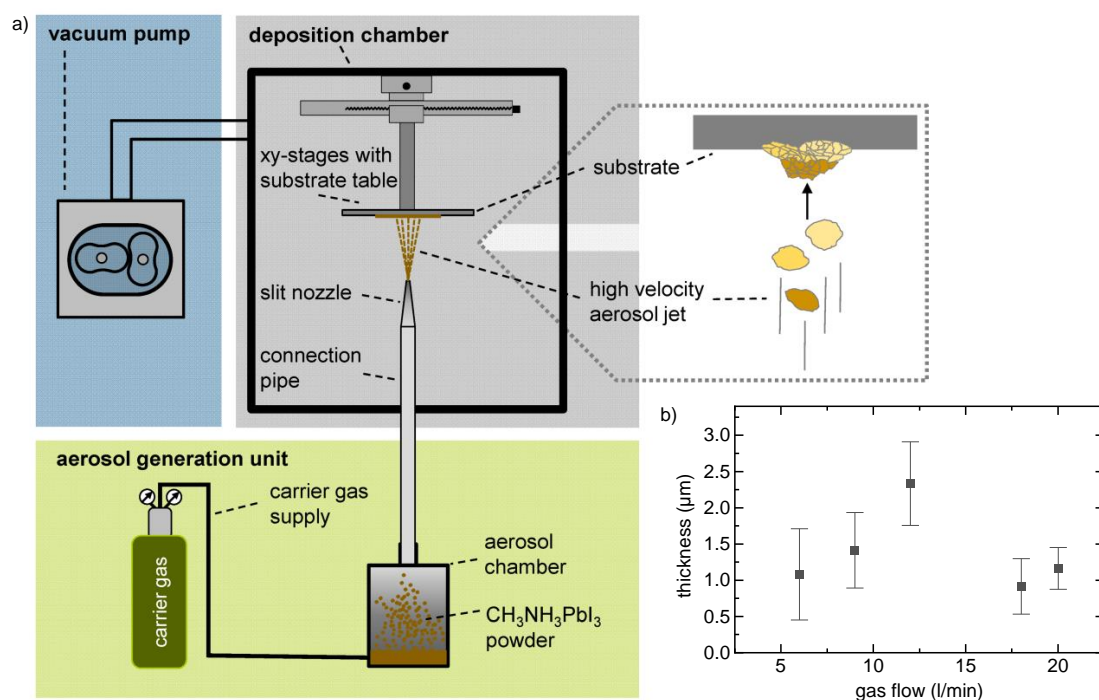 a)
vacuum pump
deposition chamber
xy-stages with
substrate table
substrate
slit nozzle
high velocity
aerosol jet
connection
pipe
aerosol generation unit
carrier gas
supply
carrier gas
aerosol
chamber
CH₃NH₃PbI₃
powder
b)
thickness (µm)
3.0
2.5
2.0
1.5
1.0
0.5
0.0
5
10
15
20
gas flow (l/min)